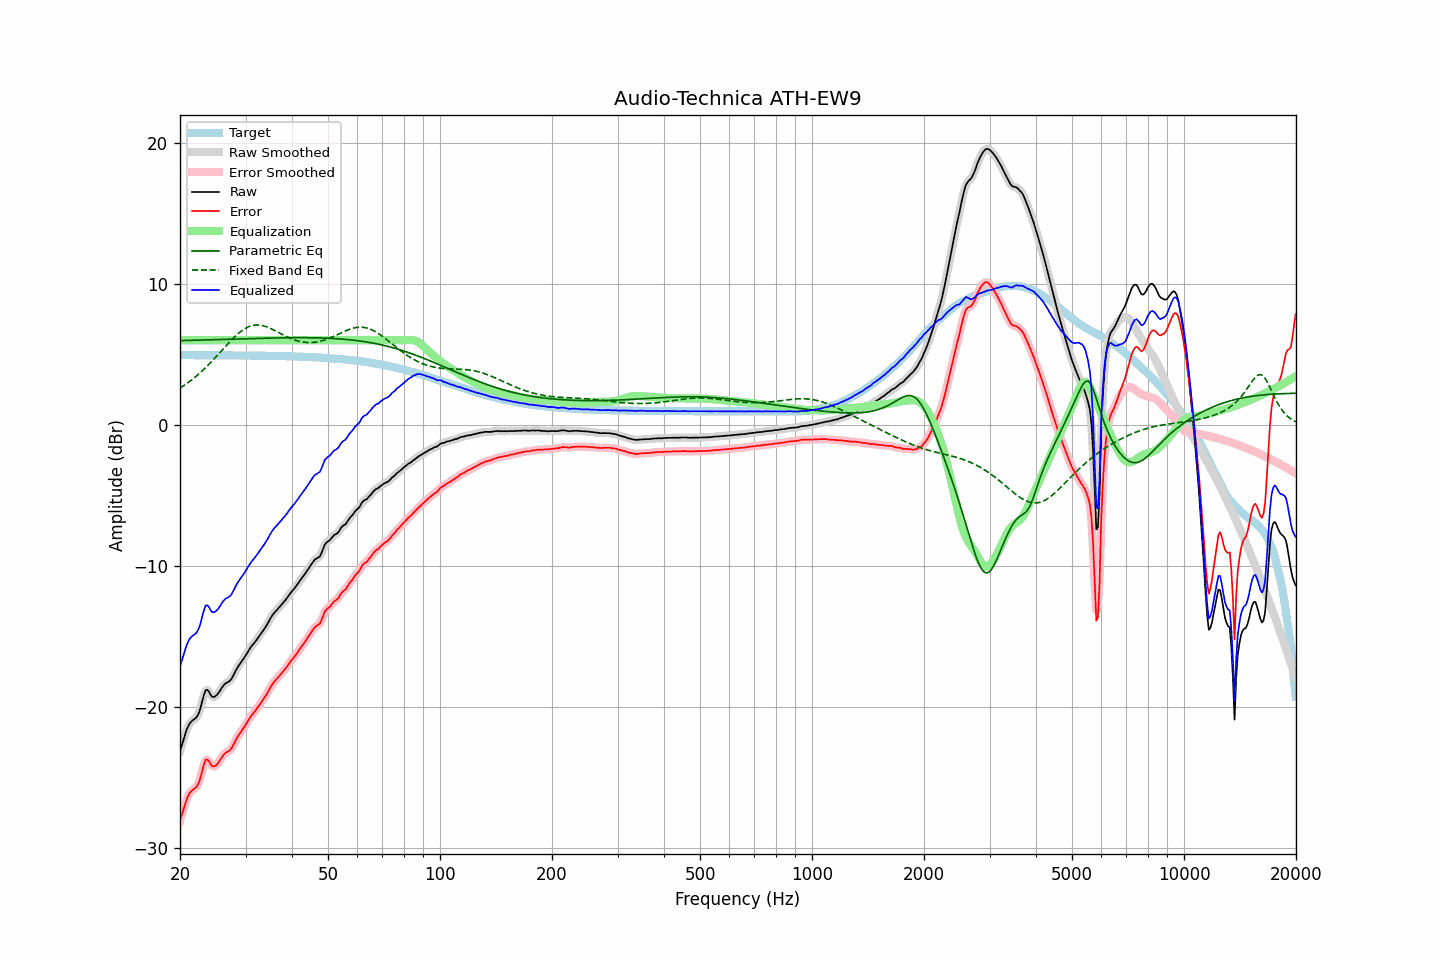 Audio-Technica ATH-EW9
Target
Raw Smoothed
Error Smoothed
Raw
Error
Equalization
Parametric Eq
Fixed Band Eq
Equalized
20
10
0
−10
−20
−30
Amplitude (dBr)
20
50
100
200
500
1000
2000
5000
10000
20000
Frequency (Hz)